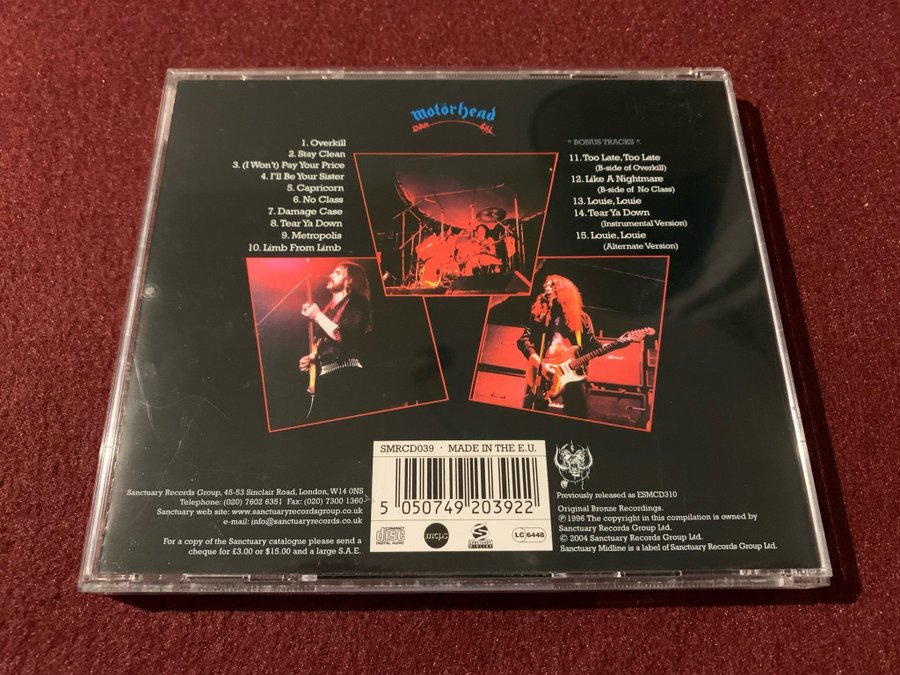 Motörhead
1. Overkill
2. Stay Clean
3. (I Won't) Pay Your Price
4. I'll Be Your Sister
5. Capricorn
6. No Class
7. Damage Case
8. Tear Ya Down
9. Metropolis
10. Limb From Limb
* BONUS TRACKS *
11. Too Late, Too Late
(B-side of Overkill)
12. Like A Nightmare
(B-side of No Class)
13. Louie, Louie
14. Tear Ya Down
(Instrumental Version)
15. Louie, Louie
(Alternate Version)
Marshall
SMRCD039 · MADE IN THE E.U.
5 050749 203922
COMPACT
disc
DIGITAL AUDIO
mcps
SANCTUARY
MIDLINE
LC 6448
Sanctuary Records Group, 45-53 Sinclair Road, London, W14 0NS
Telephone: (020) 7602 6351 Fax: (020) 7300 1360
Sanctuary web site: www.sanctuaryrecordsgroup.co.uk
e-mail: info@sanctuaryrecords.co.uk
For a copy of the Sanctuary catalogue please send a
cheque for £3.00 or $15.00 and a large S.A.E.
Previously released as ESMCD310
Original Bronze Recordings.
℗ 1996 The copyright in this compilation is owned by
Sanctuary Records Group Ltd.
© 2004 Sanctuary Records Group Ltd.
Sanctuary Midline is a label of Sanctuary Records Group Ltd.